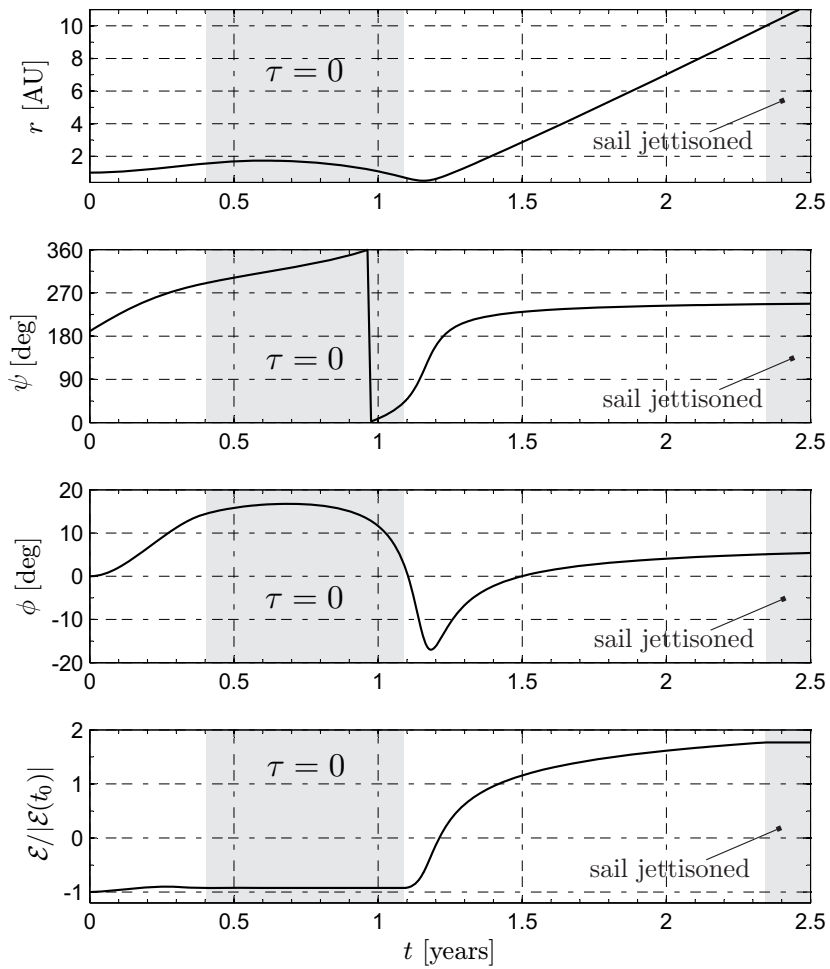 10
8
6
4
2
r [AU]
τ = 0
sail jettisoned
0 0.5 1 1.5 2 2.5
360
270
180
90
0
ψ [deg]
τ = 0
sail jettisoned
0 0.5 1 1.5 2 2.5
20
10
0
-10
-20
ϕ [deg]
τ = 0
sail jettisoned
0 0.5 1 1.5 2 2.5
2
1
0
-1
ℰ/|ℰ(t₀)|
τ = 0
sail jettisoned
0 0.5 1 1.5 2 2.5
t [years]